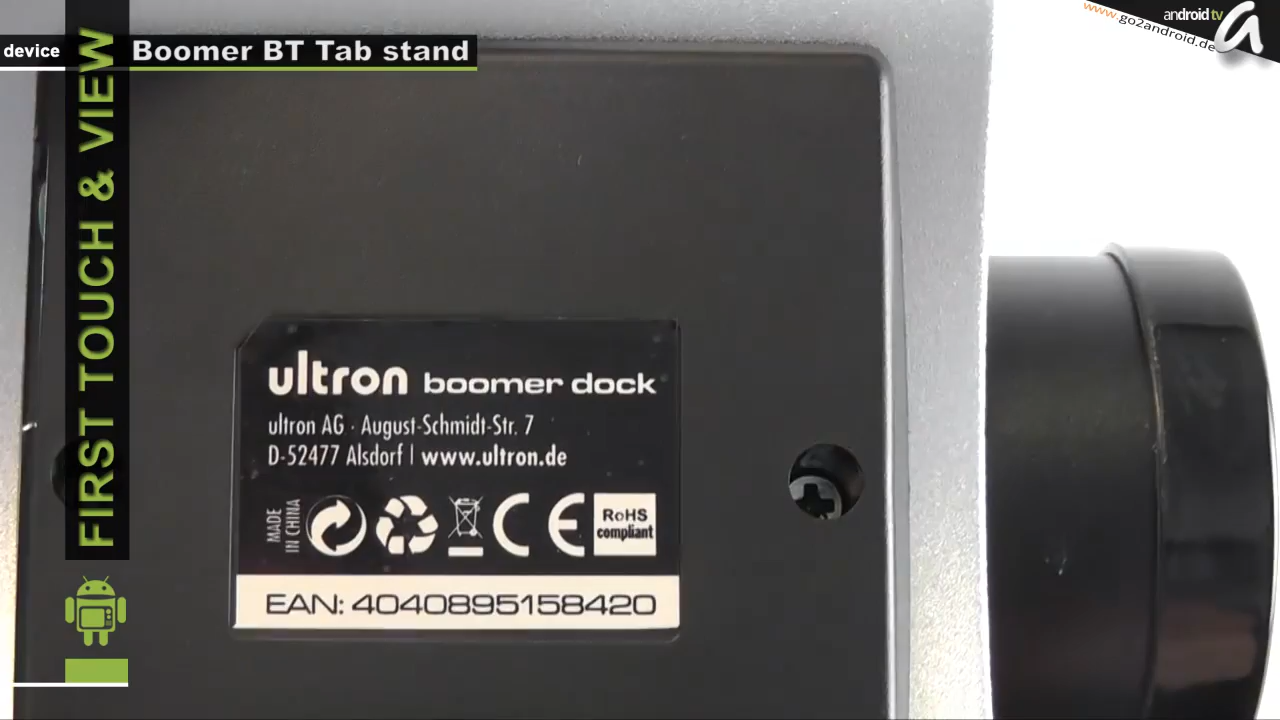 device
Boomer BT Tab stand
FIRST TOUCH & VIEW
www.go2android.de
android tv
ultron boomer dock
ultron AG · August-Schmidt-Str. 7
D-52477 Alsdorf | www.ultron.de
MADE
IN CHINA
CE
RoHS
compliant
EAN: 4040895158420